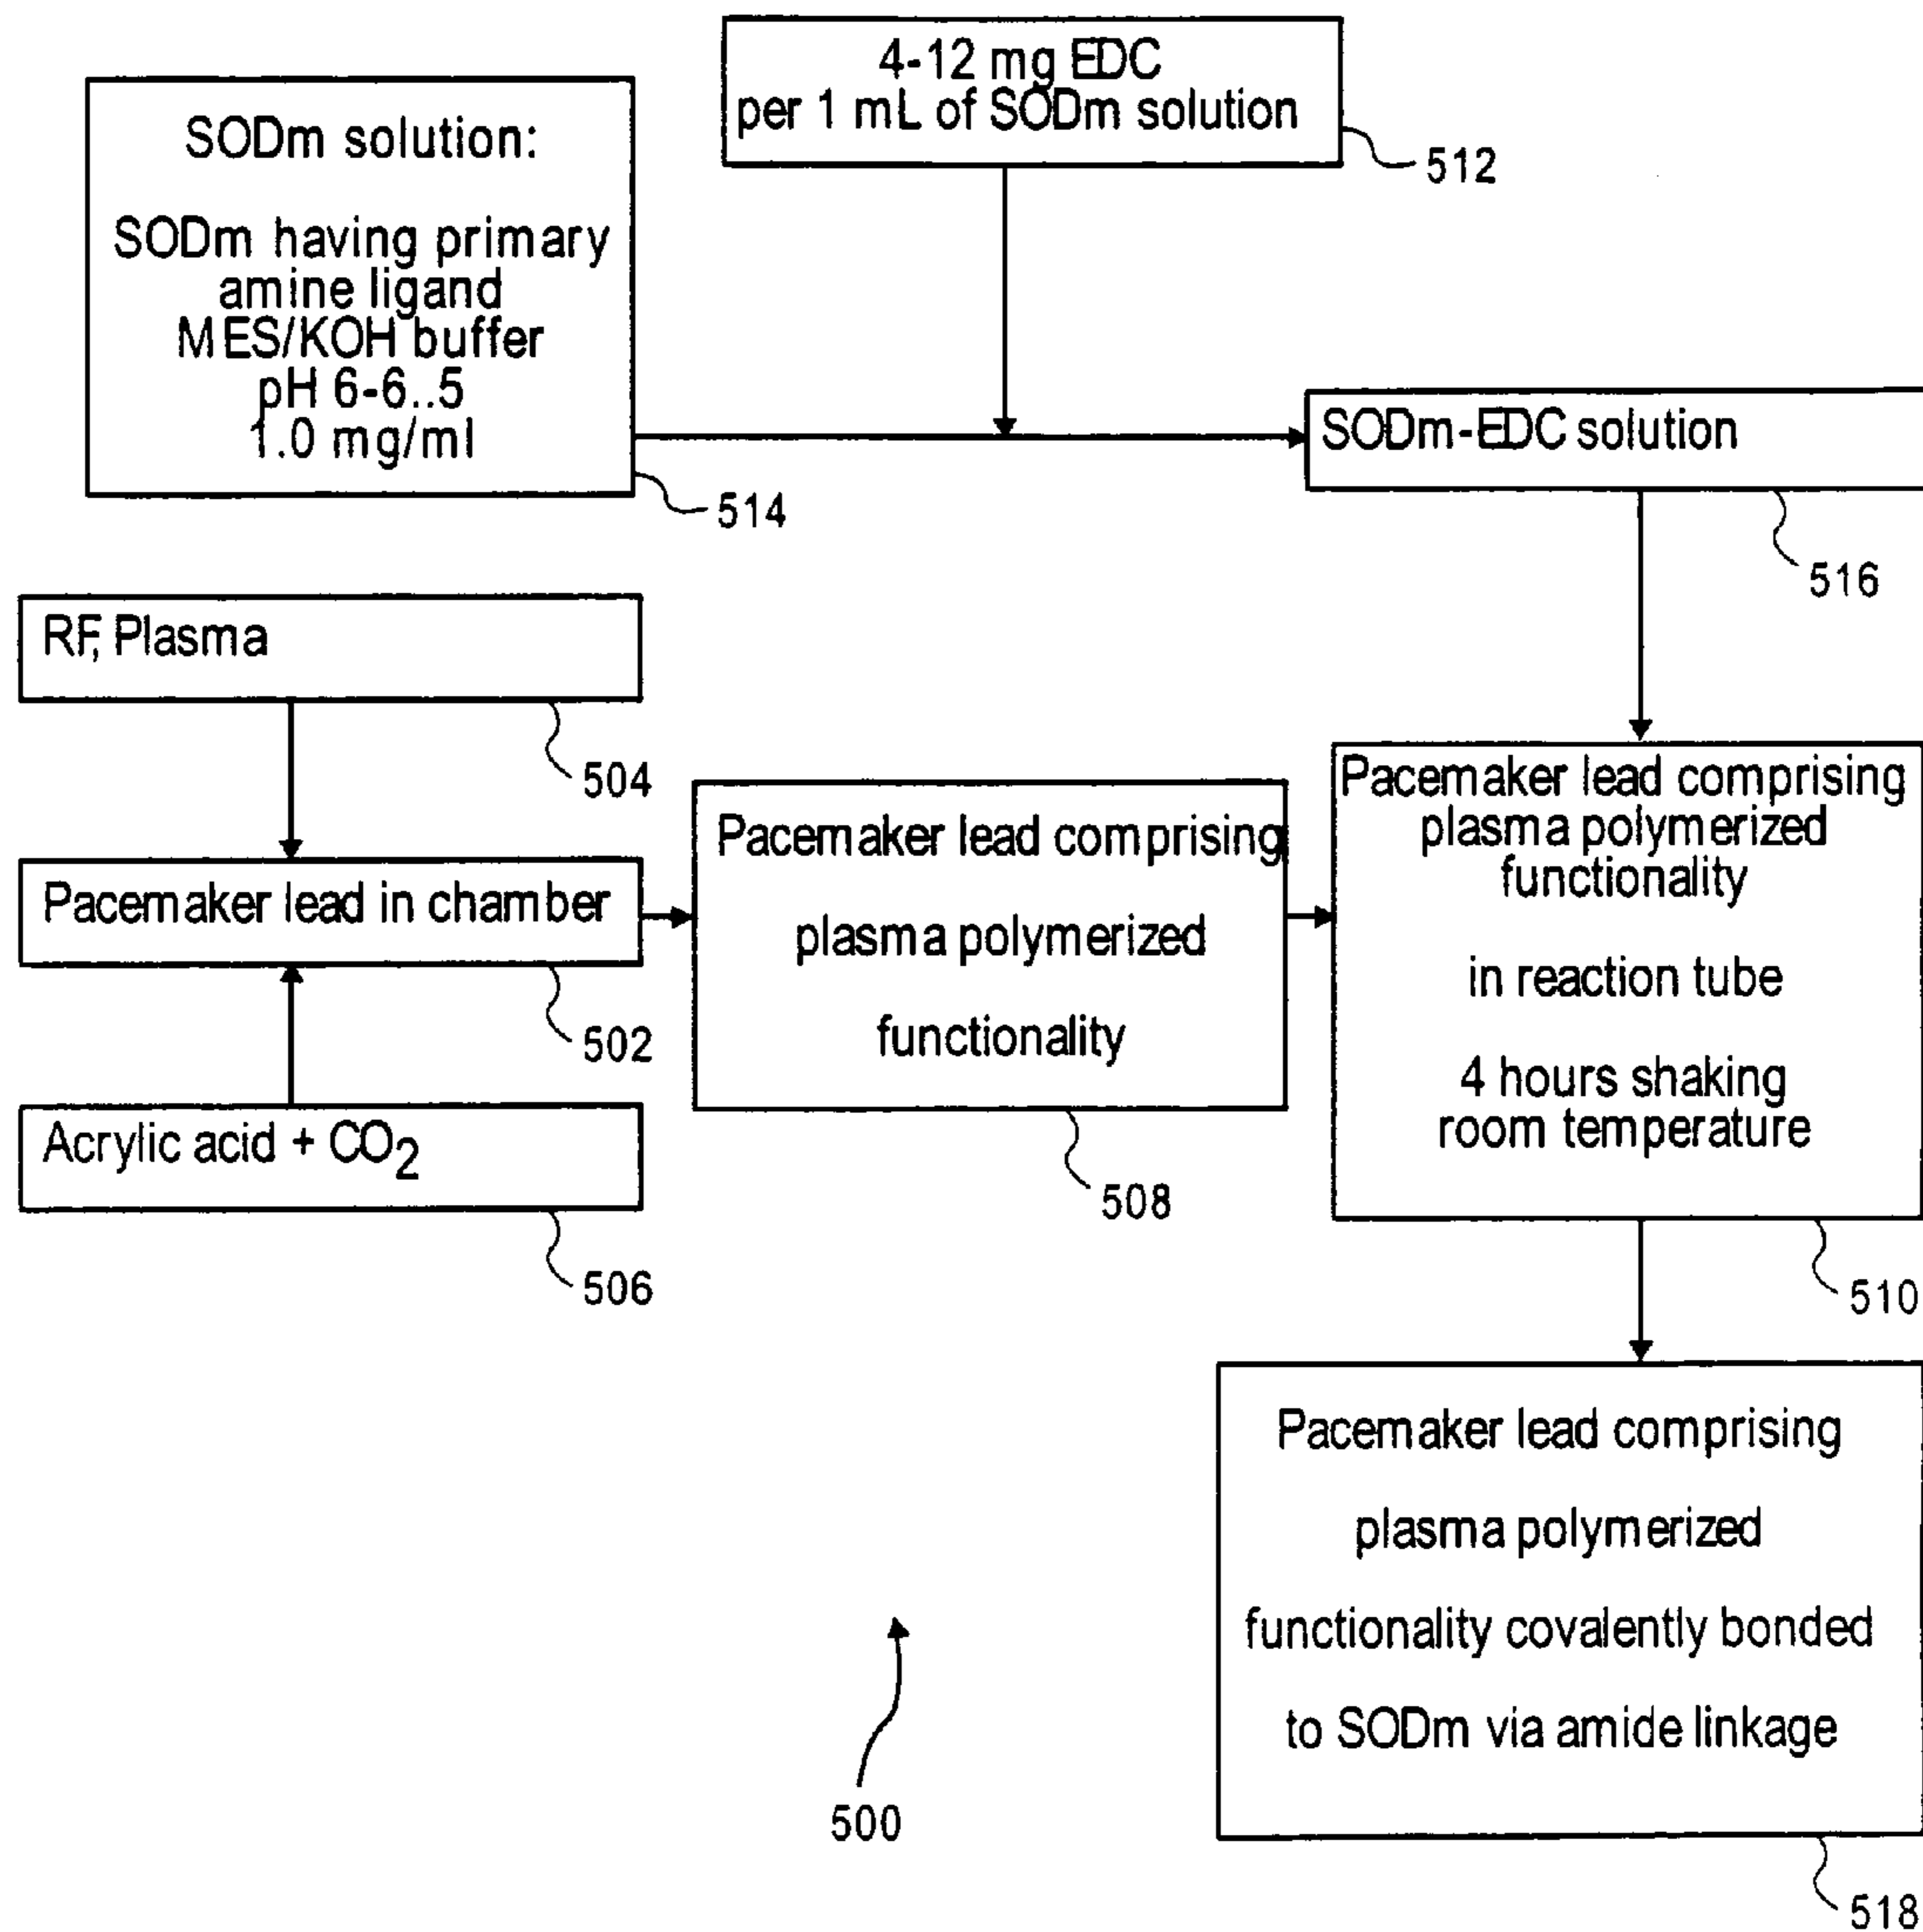 4-12 mg EDC
per 1 mL of SODm solution
512
SODm solution:
SODm having primary
amine ligand
MES/KOH buffer
pH 6-6..5
1.0 mg/ml
514
SODm-EDC solution
516
RF, Plasma
504
Pacemaker lead in chamber
502
Acrylic acid + CO₂
506
Pacemaker lead comprising
plasma polymerized
functionality
508
Pacemaker lead comprising
plasma polymerized
functionality
in reaction tube
4 hours shaking
room temperature
510
Pacemaker lead comprising
plasma polymerized
functionality covalently bonded
to SODm via amide linkage
518
500